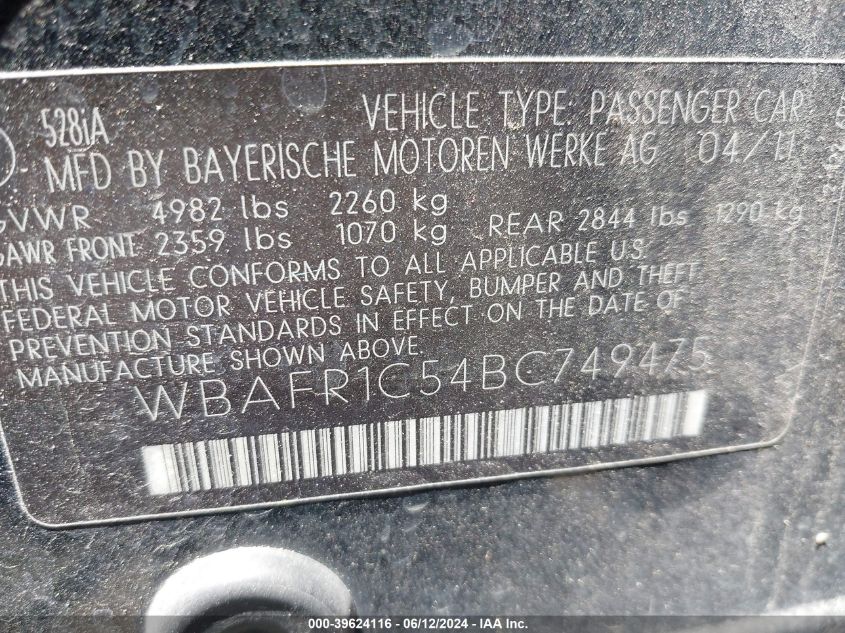 528iA VEHICLE TYPE PASSENGER CAR
MFD BY BAYERISCHE MOTOREN WERKE AG 04/11
GVWR 4982 lbs 2260 kg
GAWR FRONT 2359 lbs 1070 kg REAR 2844 lbs 1290 kg
THIS VEHICLE CONFORMS TO ALL APPLICABLE U.S.
FEDERAL MOTOR VEHICLE SAFETY, BUMPER AND THEFT
PREVENTION STANDARDS IN EFFECT ON THE DATE OF
MANUFACTURE SHOWN ABOVE.
WBAFR1C54BC749475
000-39624116 - 06/12/2024 - IAA Inc.